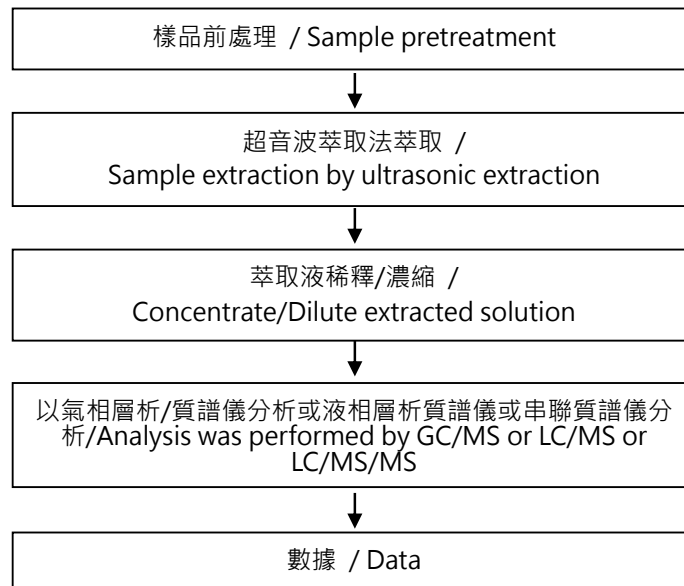 樣品前處理 / Sample pretreatment
超音波萃取法萃取 /
Sample extraction by ultrasonic extraction
萃取液稀釋/濃縮 /
Concentrate/Dilute extracted solution
以氣相層析/質譜儀分析或液相層析質譜儀或串聯質譜儀分
析/Analysis was performed by GC/MS or LC/MS or
LC/MS/MS
數據 / Data